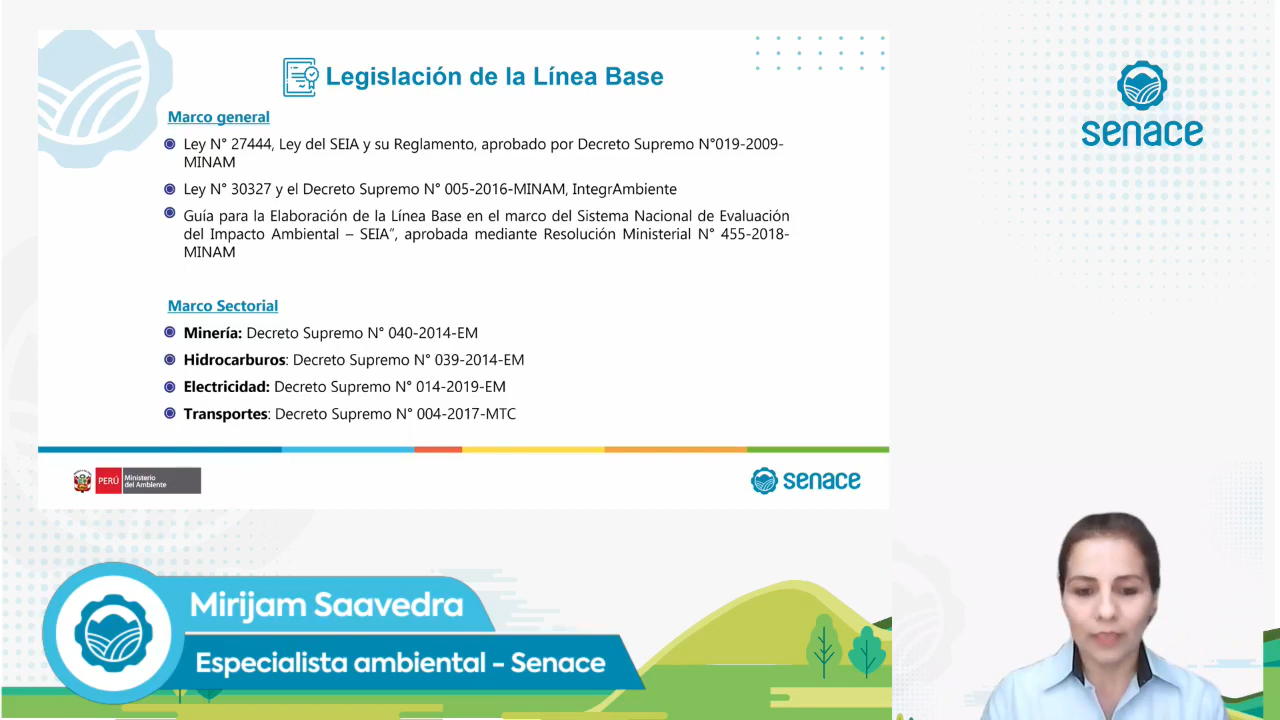 Legislación de la Línea Base
Marco general
Ley N° 27444, Ley del SEIA y su Reglamento, aprobado por Decreto Supremo N°019-2009-
MINAM
Ley N° 30327 y el Decreto Supremo N° 005-2016-MINAM, IntegrAmbiente
Guía para la Elaboración de la Línea Base en el marco del Sistema Nacional de Evaluación
del Impacto Ambiental – SEIA”, aprobada mediante Resolución Ministerial N° 455-2018-
MINAM
Marco Sectorial
Minería: Decreto Supremo N° 040-2014-EM
Hidrocarburos: Decreto Supremo N° 039-2014-EM
Electricidad: Decreto Supremo N° 014-2019-EM
Transportes: Decreto Supremo N° 004-2017-MTC
PERÚ
Ministerio
del Ambiente
senace
senace
Mirijam Saavedra
Especialista ambiental - Senace